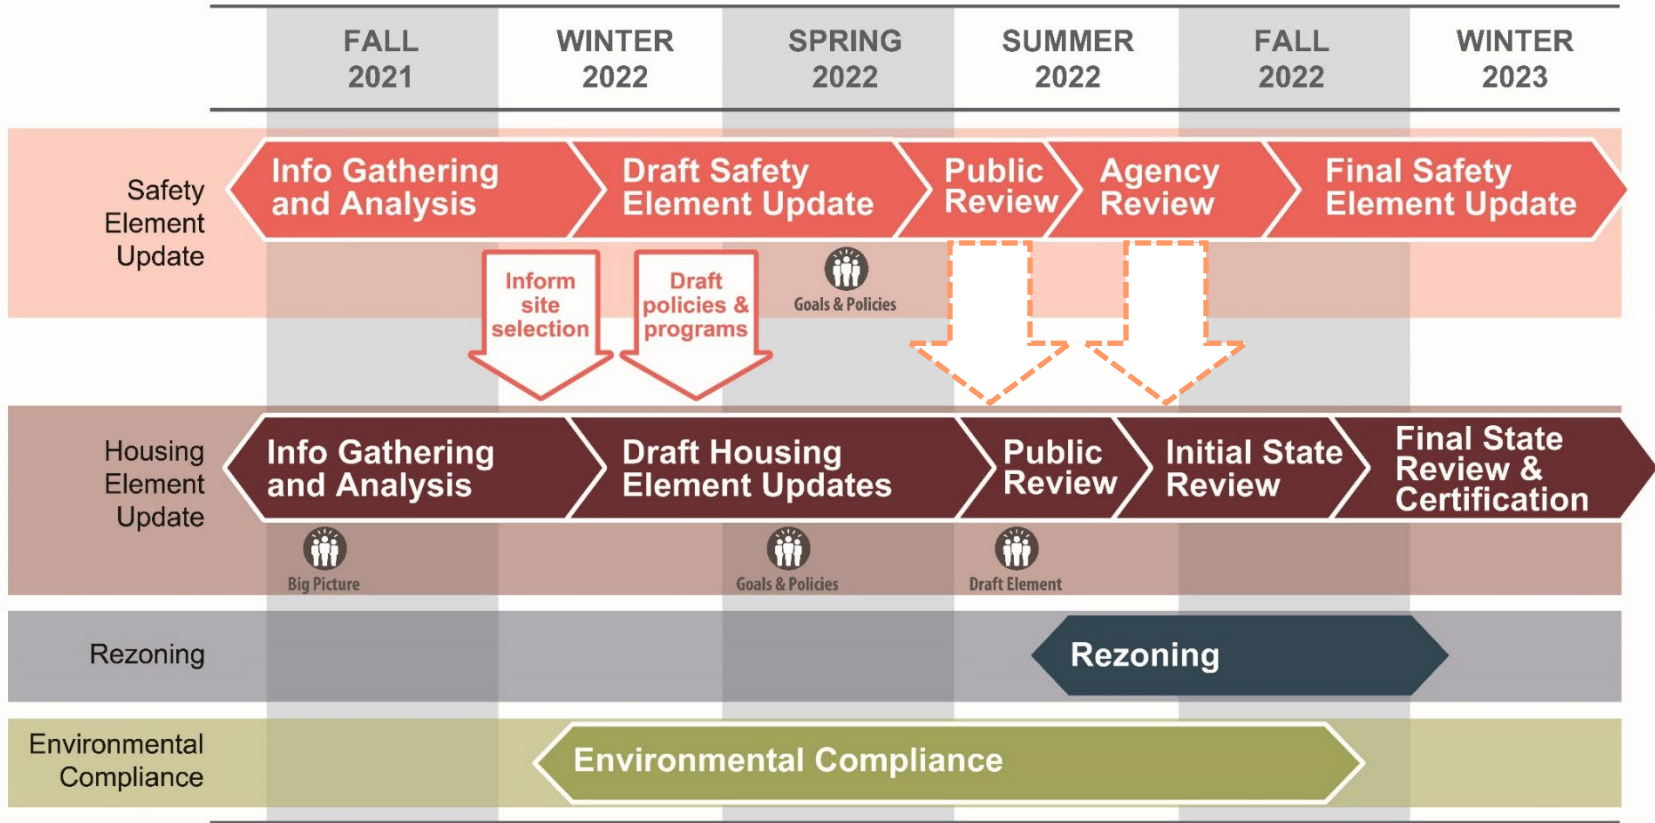 FALL
2021
WINTER
2022
SPRING
2022
SUMMER
2022
FALL
2022
WINTER
2023
Safety
Element
Update
Info Gathering
and Analysis
Draft Safety
Element Update
Public
Review
Agency
Review
Final Safety
Element Update
Inform
site
selection
Draft
policies &
programs
Goals & Policies
Housing
Element
Update
Info Gathering
and Analysis
Draft Housing
Element Updates
Public
Review
Initial State
Review
Final State
Review &
Certification
Big Picture
Goals & Policies
Draft Element
Rezoning
Rezoning
Environmental
Compliance
Environmental Compliance